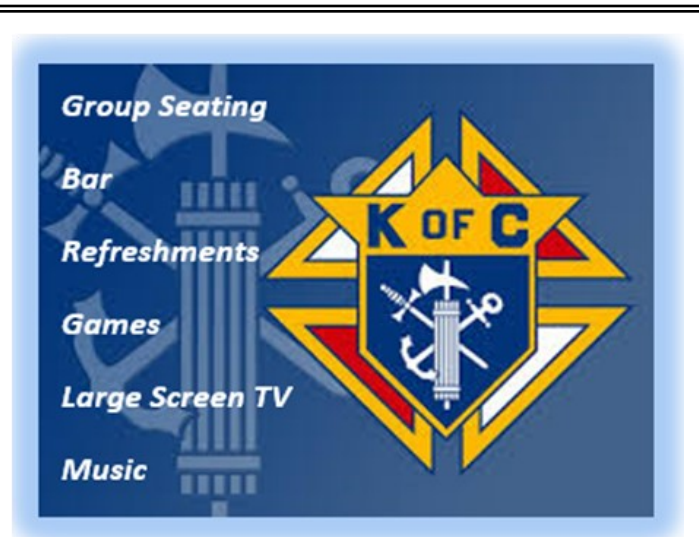 Group Seating
Bar
K OF C
Refreshments
Games
Large Screen TV
Music